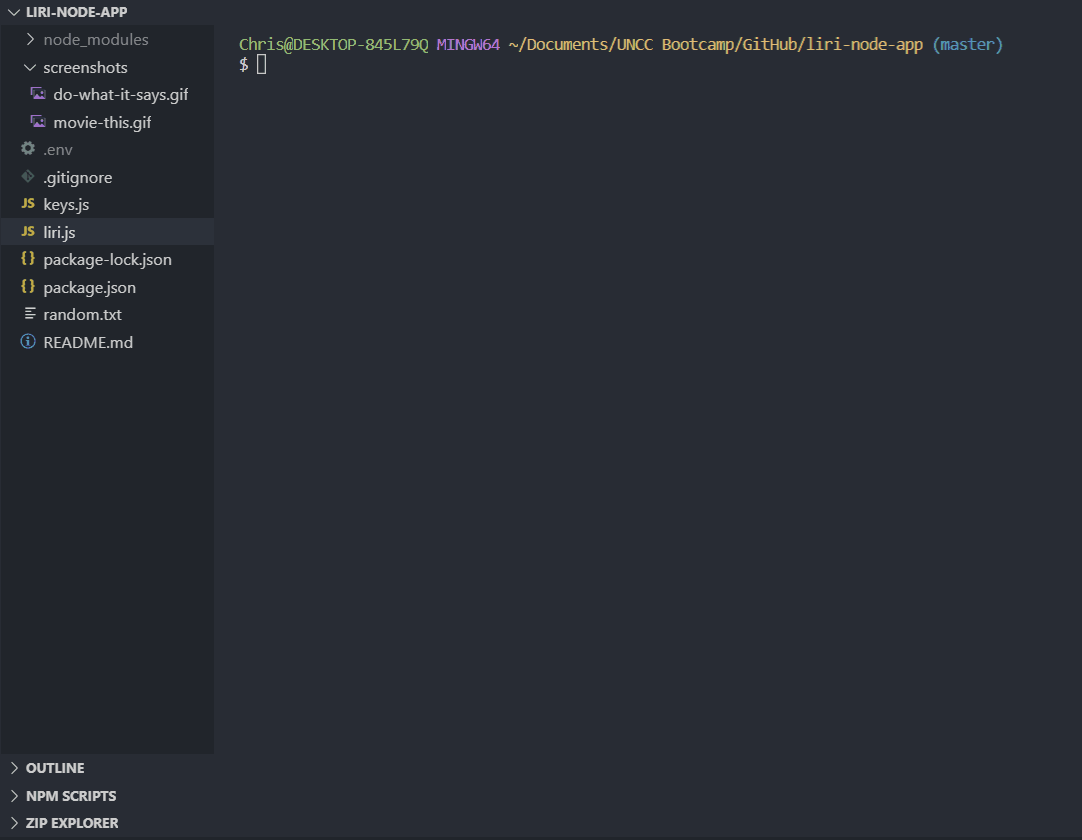 LIRI-NODE-APP
node_modules
screenshots
do-what-it-says.gif
movie-this.gif
.env
.gitignore
JS keys.js
JS liri.js
{} package-lock.json
{} package.json
random.txt
README.md
OUTLINE
NPM SCRIPTS
ZIP EXPLORER
Chris@DESKTOP-845L79Q MINGW64 ~/Documents/UNCC Bootcamp/GitHub/liri-node-app (master)
$